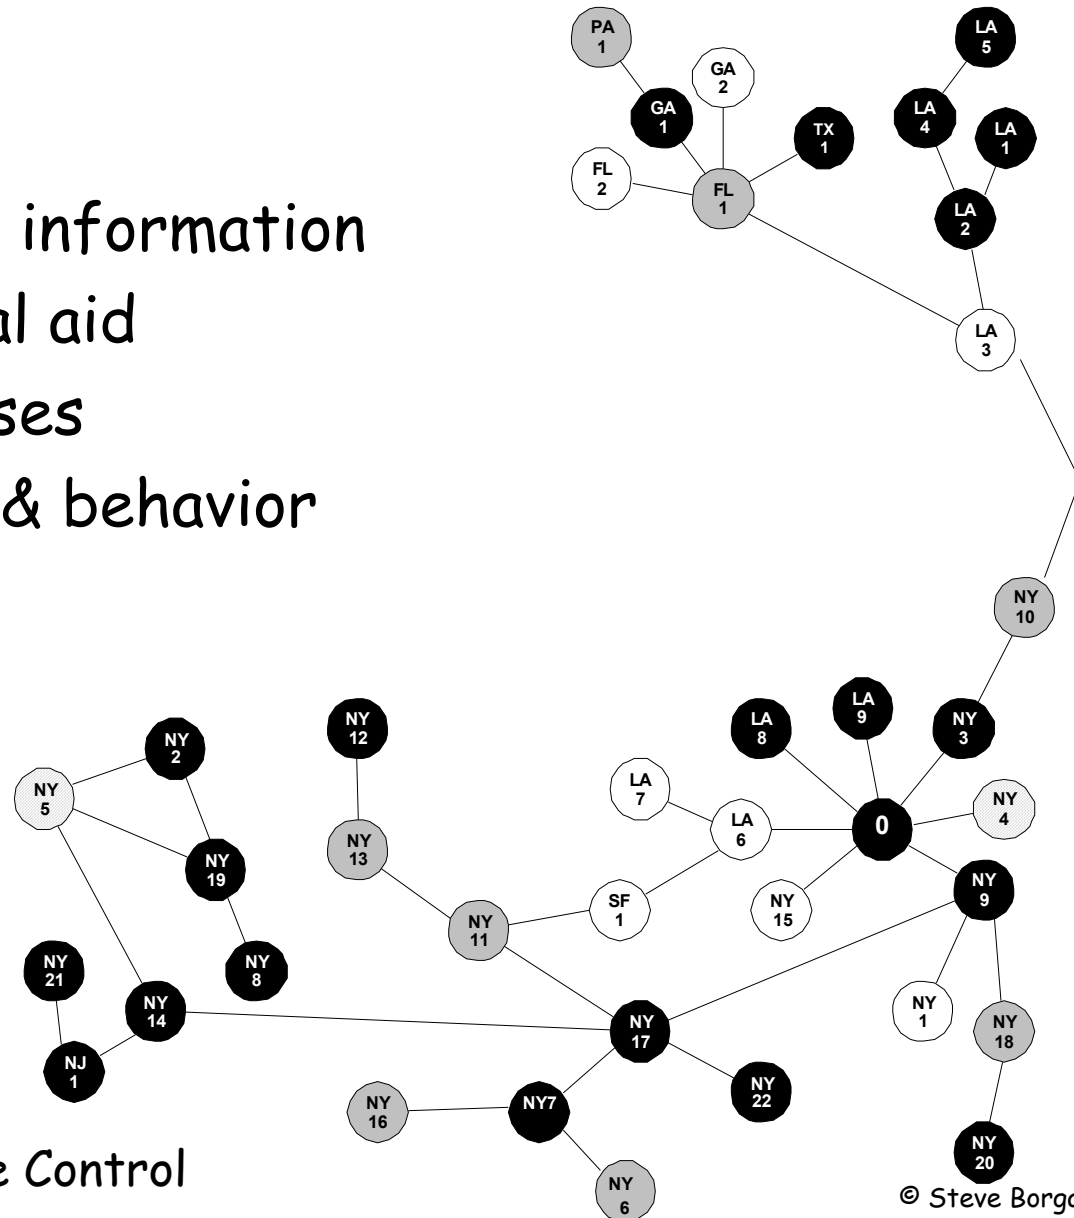 PA
1
GA
2
LA
5
GA
1
TX
1
LA
4
LA
1
FL
2
FL
1
LA
2
information
al aid
LA
3
ses
& behavior
NY
10
NY
12
LA
8
LA
9
NY
3
NY
2
NY
5
LA
7
NY
4
LA
6
0
NY
13
NY
19
SF
1
NY
15
NY
9
NY
11
NY
21
NY
8
NY
14
NY
1
NY
17
NY
18
NJ
1
NY
16
NY7
NY
22
NY
20
e Control
NY
6
© Steve Borga